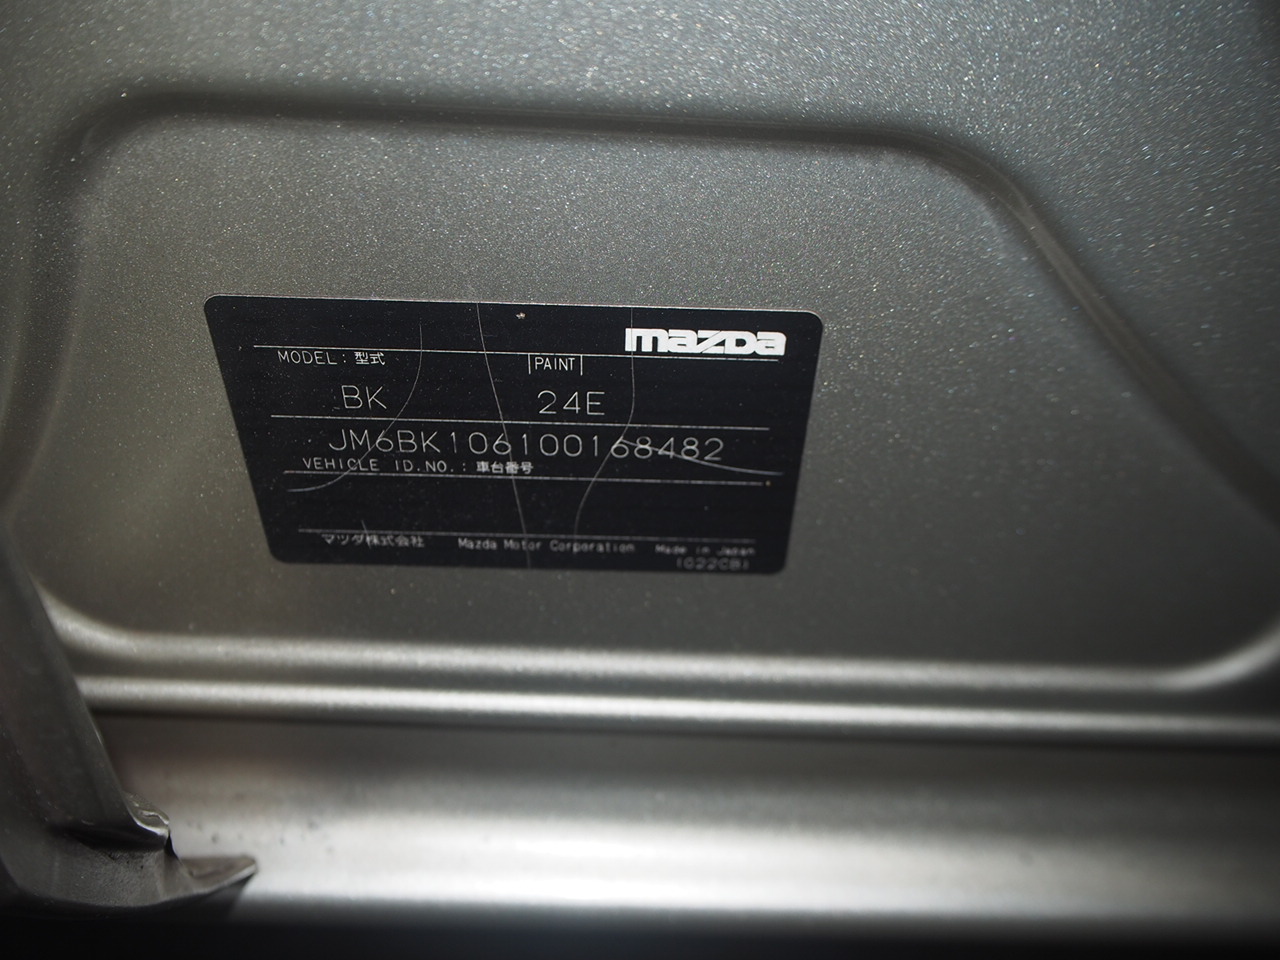 mazda
MODEL : 型式 PAINT
BK 24E
JM6BK106100168482
VEHICLE ID. NO. : 車台番号
マツダ株式会社 Mazda Motor Corporation Made in Japan